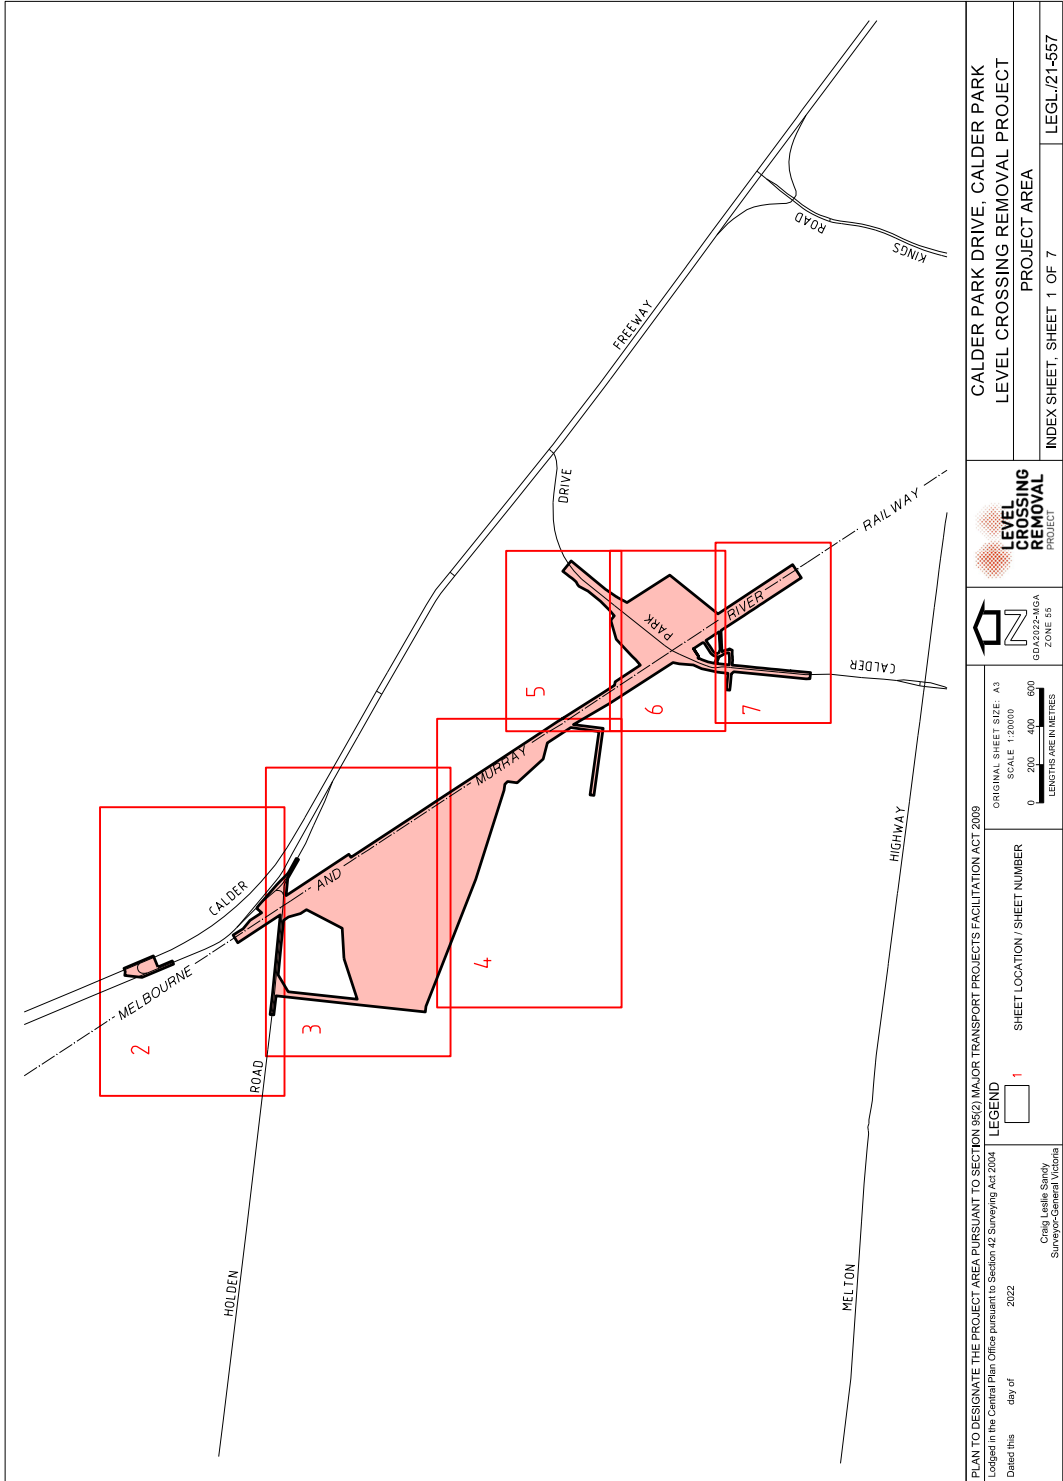 CALDER
MELBOURNE
AND
MURRAY
RIVER
RAILWAY
FREEWAY
DRIVE
PARK
CALDER
KINGS
ROAD
HOLDEN
ROAD
MELTON
HIGHWAY
2
3
4
5
6
7
PLAN TO DESIGNATE THE PROJECT AREA PURSUANT TO SECTION 95(2) MAJOR TRANSPORT PROJECTS FACILITATION ACT 2009
Lodged in the Central Plan Office pursuant to Section 42 Surveying Act 2004
Dated this day of 2022
Craig Leslie Sandy
Surveyor-General Victoria
LEGEND
1 SHEET LOCATION / SHEET NUMBER
ORIGINAL SHEET SIZE: A3
SCALE 1:20000
0 200 400 600
LENGTHS ARE IN METRES
N
GDA2022-MGA
ZONE 55
LEVEL
CROSSING
REMOVAL
PROJECT
CALDER PARK DRIVE, CALDER PARK
LEVEL CROSSING REMOVAL PROJECT
PROJECT AREA
INDEX SHEET, SHEET 1 OF 7
LEGL./21-557